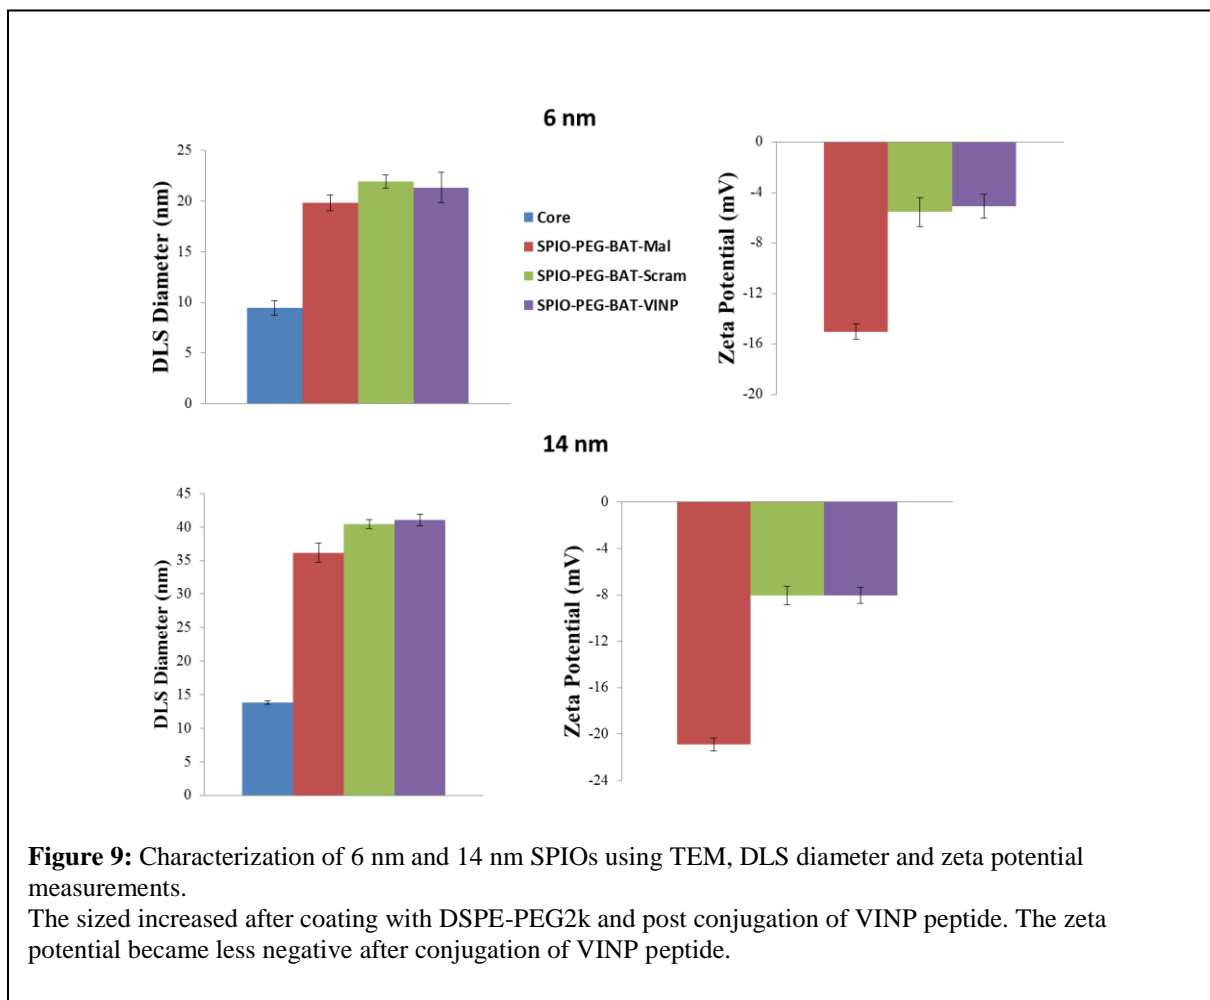 6 nm
25
20
15
10
5
0
DLS Diameter (nm)
Core
SPIO-PEG-BAT-Mal
SPIO-PEG-BAT-Scram
SPIO-PEG-BAT-VINP
0
-4
-8
-12
-16
-20
Zeta Potential (mV)
14 nm
45
40
35
30
25
20
15
10
5
0
DLS Diameter (nm)
0
-4
-8
-12
-16
-20
-24
Zeta Potential (mV)
Figure 9: Characterization of 6 nm and 14 nm SPIOs using TEM, DLS diameter and zeta potential
measurements.
The sized increased after coating with DSPE-PEG2k and post conjugation of VINP peptide. The zeta
potential became less negative after conjugation of VINP peptide.